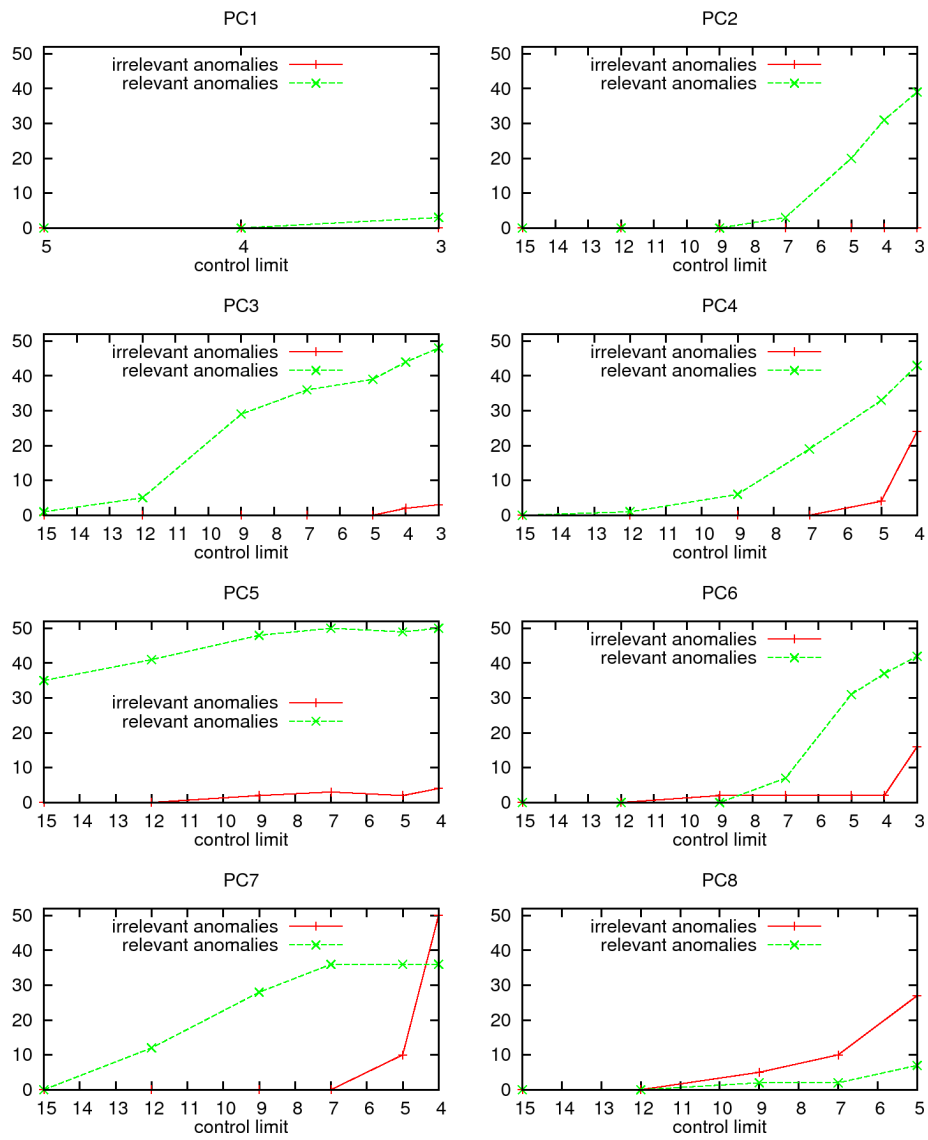 PC1
50
40
30
20
10
0
irrelevant anomalies
relevant anomalies
5 4 3
control limit
PC2
50
40
30
20
10
0
irrelevant anomalies
relevant anomalies
15 14 13 12 11 10 9 8 7 6 5 4 3
control limit
PC3
50
40
30
20
10
0
irrelevant anomalies
relevant anomalies
15 14 13 12 11 10 9 8 7 6 5 4 3
control limit
PC4
50
40
30
20
10
0
irrelevant anomalies
relevant anomalies
15 14 13 12 11 10 9 8 7 6 5 4
control limit
PC5
50
40
30
20
10
0
irrelevant anomalies
relevant anomalies
15 14 13 12 11 10 9 8 7 6 5 4
control limit
PC6
50
40
30
20
10
0
irrelevant anomalies
relevant anomalies
15 14 13 12 11 10 9 8 7 6 5 4 3
control limit
PC7
50
40
30
20
10
0
irrelevant anomalies
relevant anomalies
15 14 13 12 11 10 9 8 7 6 5 4
control limit
PC8
50
40
30
20
10
0
irrelevant anomalies
relevant anomalies
15 14 13 12 11 10 9 8 7 6 5
control limit